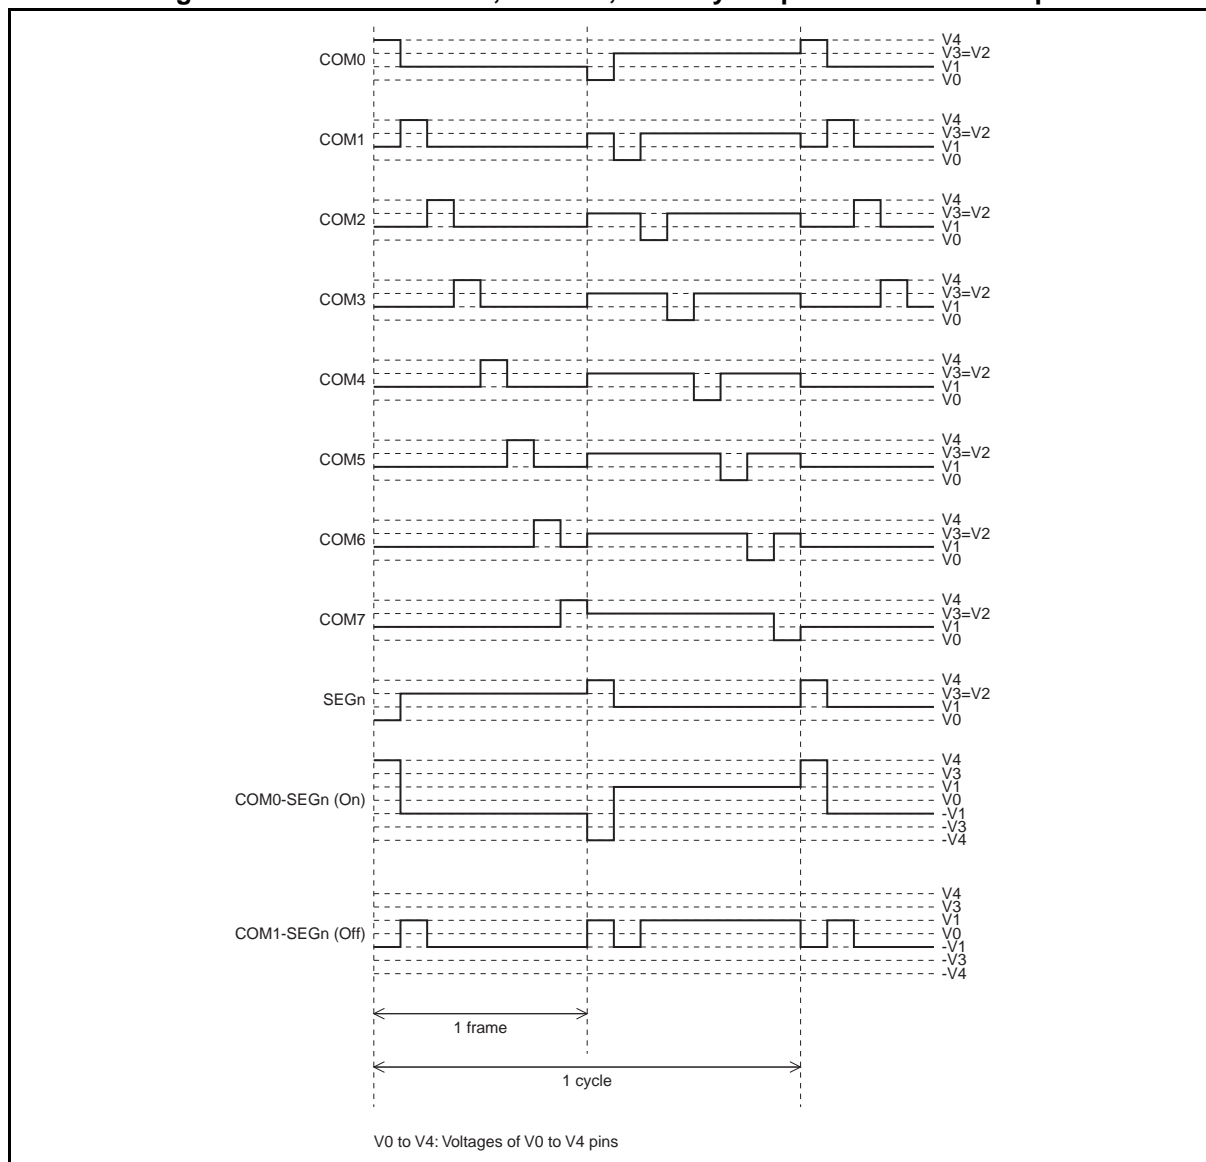 COM0
V4
V3=V2
V1
V0
COM1
V4
V3=V2
V1
V0
COM2
V4
V3=V2
V1
V0
COM3
V4
V3=V2
V1
V0
COM4
V4
V3=V2
V1
V0
COM5
V4
V3=V2
V1
V0
COM6
V4
V3=V2
V1
V0
COM7
V4
V3=V2
V1
V0
SEGn
V4
V3=V2
V1
V0
COM0-SEGn (On)
V4
V3
V1
V0
-V1
-V3
-V4
COM1-SEGn (Off)
V4
V3
V1
V0
-V1
-V3
-V4
1 frame
1 cycle
V0 to V4: Voltages of V0 to V4 pins